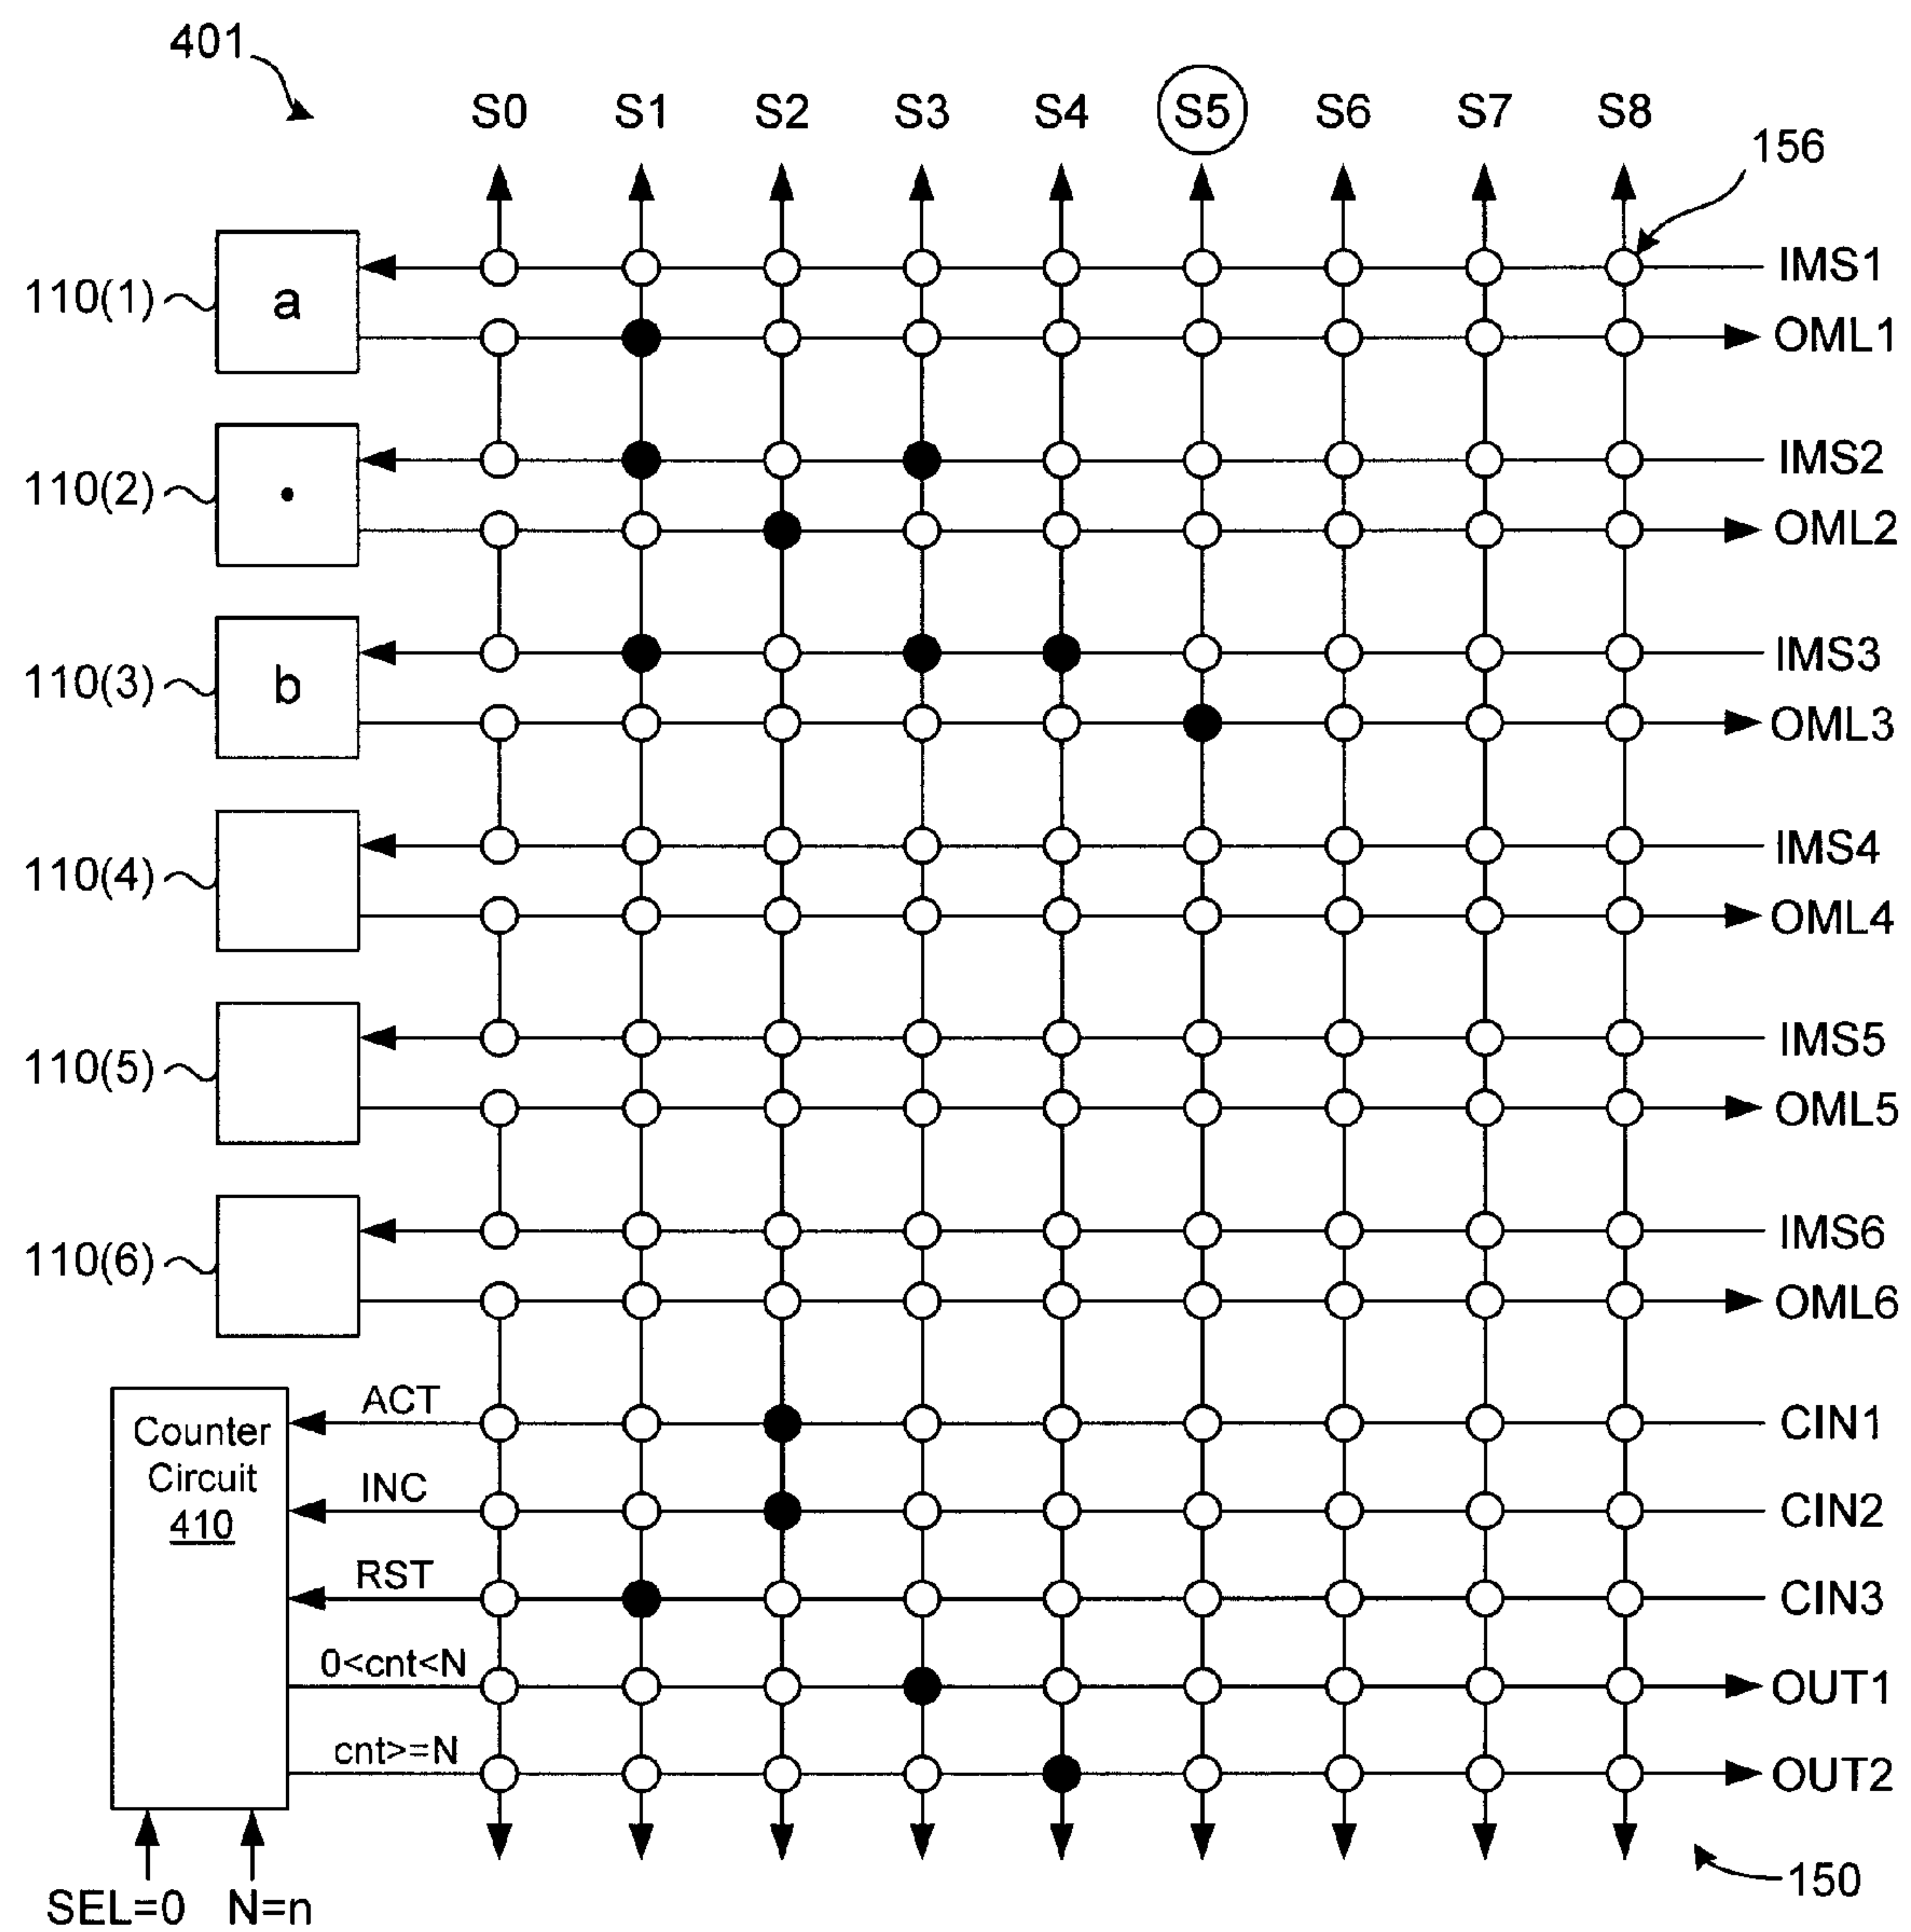 401
S0 S1 S2 S3 S4 S5 S6 S7 S8
156
110(1) a IMS1
OML1
110(2) • IMS2
OML2
110(3) b IMS3
OML3
110(4) IMS4
OML4
110(5) IMS5
OML5
110(6) IMS6
OML6
Counter
Circuit
410
ACT CIN1
INC CIN2
RST CIN3
0<cnt<N OUT1
cnt>=N OUT2
SEL=0 N=n
150